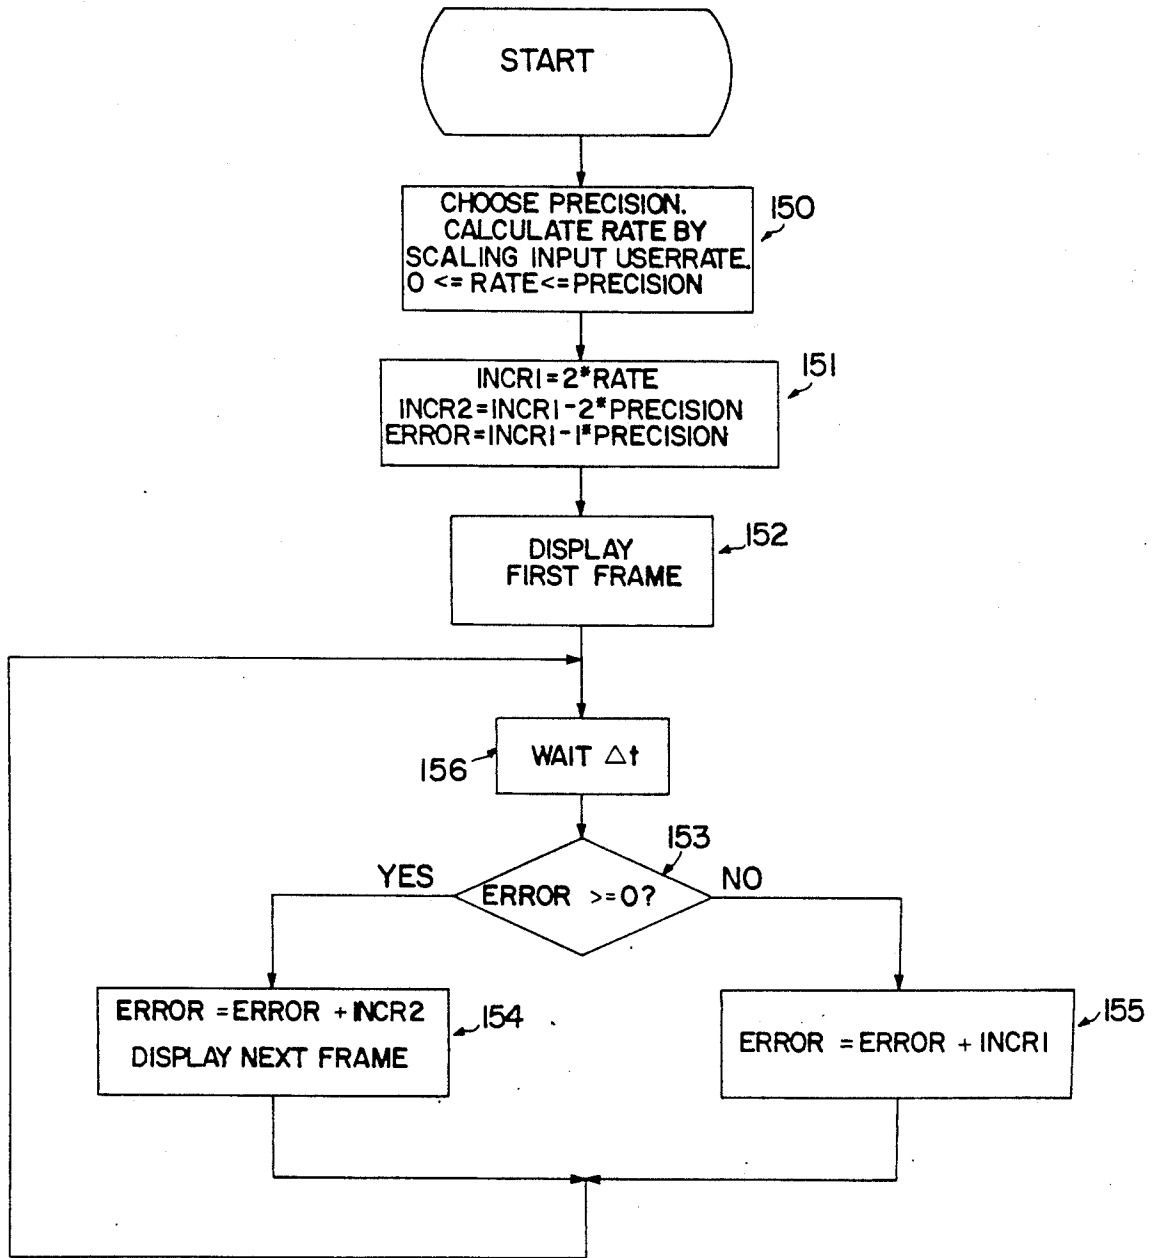 START
CHOOSE PRECISION.
CALCULATE RATE BY
SCALING INPUT USERRATE.
0 <= RATE<=PRECISION
150
INCR1=2*RATE
INCR2=INCR1-2*PRECISION
ERROR=INCR1-1*PRECISION
151
DISPLAY
FIRST FRAME
152
WAIT △t
156
153
YES
ERROR >=0?
NO
ERROR =ERROR +INCR2
DISPLAY NEXT FRAME
154
ERROR =ERROR + INCR1
155